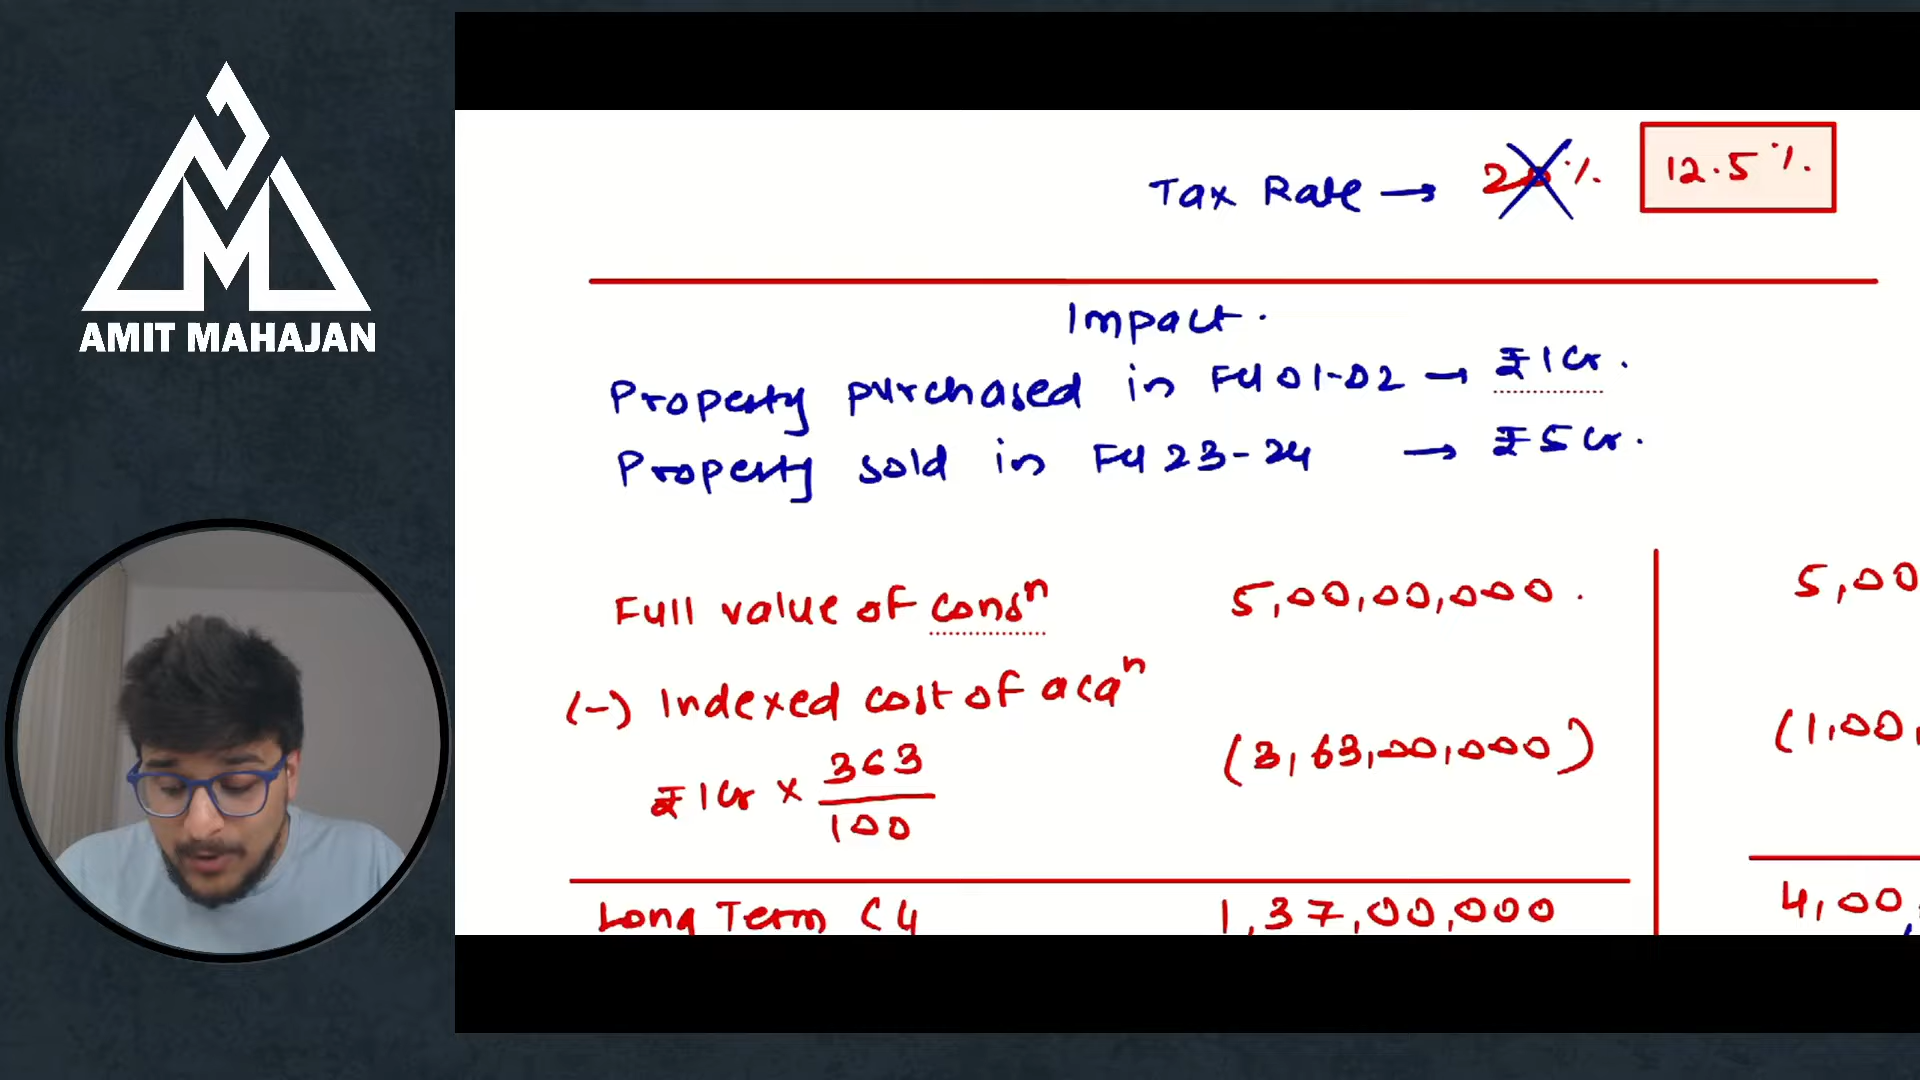 AMIT MAHAJAN
Tax Rate → 20% 12.5%
Impact.
Property purchased in FY 01-02 → ₹1Cr.
Property sold in FY 23-24 → ₹5Cr.
Full value of consⁿ 5,00,00,000. 5,00
(-) Indexed cost of acqⁿ
₹1Cr × 363/100 (3,63,00,000) (1,00,
Long Term CG 1,37,00,000 4,00,